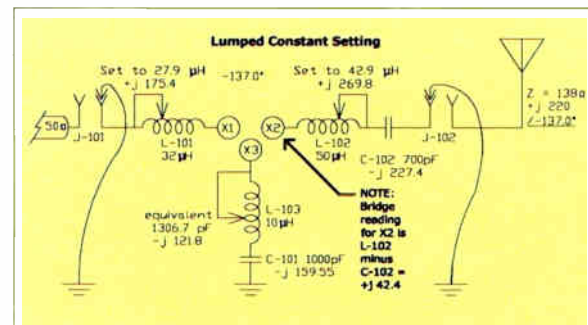 Lumped Constant Setting
Set to 27.9 µH
+j 175.4
-137.0°
Set to 42.9 µH
+j 269.8
50Ω
J-101
L-101
32µH
X1
X2
X3
L-102
50µH
C-102 700pF
-j 227.4
J-102
Z = 138Ω
+j 220
/-137.0°
equivalent
1306.7 pF
-j 121.8
L-103
10µH
C-101 1000pF
-j 159.55
NOTE:
Bridge
reading
for X2 is
L-102
minus
C-102 =
+j 42.4